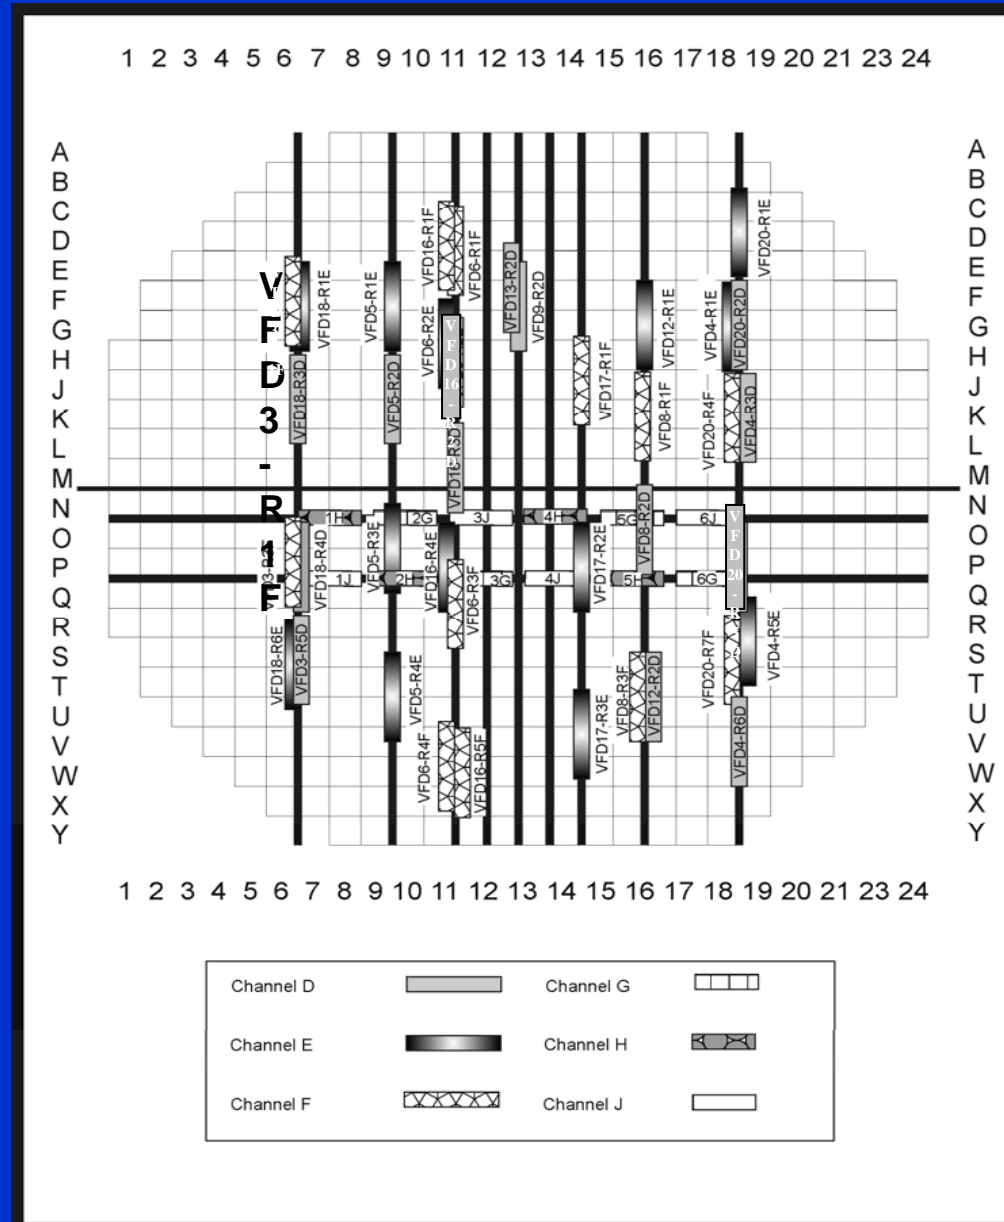 1 2 3 4 5 6 7 8 9 10 11 12 13 14 15 16 17 18 19 20 21 22 23 24
A A
B B
C C
D D
E E
F F
G G
H H
J J
K K
L L
M M
N N
O O
P P
Q Q
R R
S S
T T
U U
V V
W W
X X
Y Y
VFD3-R1F
VFD18-R1E
VFD18-R3D
VFD18-R4D
VFD18-R6E
VFD3-R5D
VFD5-R1E
VFD5-R2D
VFD5-R3E
VFD5-R4E
VFD16-R1F
VFD6-R1F
VFD6-R2E
VFD16-R2D
VFD16-R4E
VFD6-R3F
VFD6-R4F
VFD16-R5F
VFD13-R2D
VFD9-R2D
VFD17-R1F
VFD17-R2E
VFD17-R3E
VFD12-R1E
VFD8-R1F
VFD8-R2D
VFD8-R3F
VFD12-R2D
VFD20-R1E
VFD4-R1E
VFD20-R2D
VFD20-R4F
VFD4-R3D
VFD20-
VFD4-R5E
VFD20-R7F
VFD4-R6D
1H 2G 3J 4H 5G 6J
1J 2H 3G 4J 5H 6G
1 2 3 4 5 6 7 8 9 10 11 12 13 14 15 16 17 18 19 20 21 22 23 24
Channel D Channel G
Channel E Channel H
Channel F Channel J